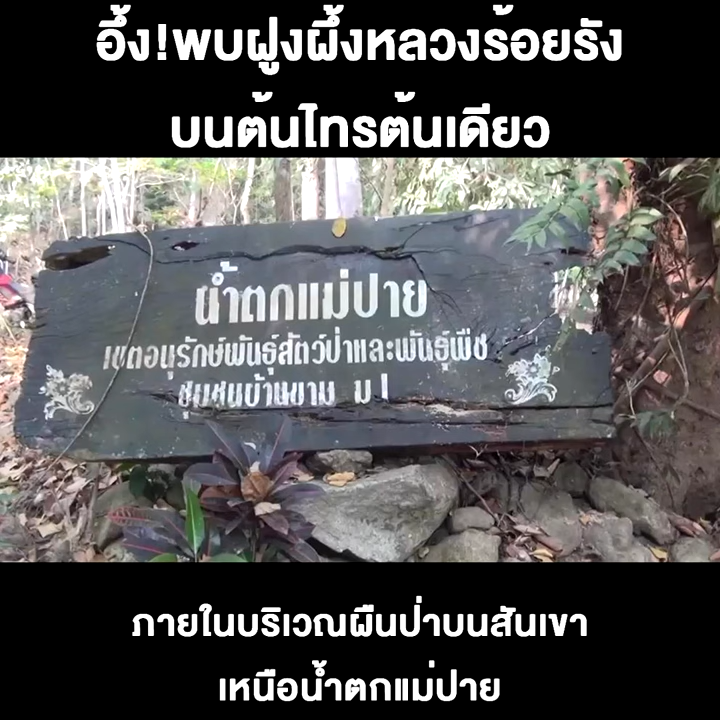 อึ้ง!พบฝูงผึ้งหลวงร้อยรัง
บนต้นไทรต้นเดียว
น้ำตกแม่ปาย
เขตอนุรักษ์พันธุ์สัตว์ป่าและพันธุ์พืช
ชุมชนบ้านขาม ม 1
ภายในบริเวณผืนป่าบนสันเขา
เหนือน้ำตกแม่ปาย